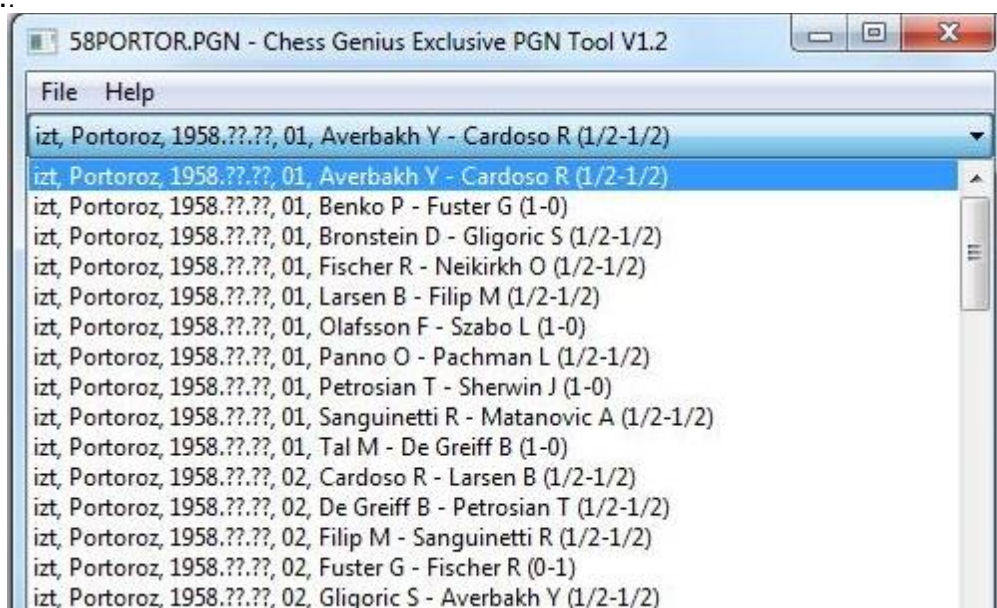 ..
58PORTOR.PGN - Chess Genius Exclusive PGN Tool V1.2
File Help
izt, Portoroz, 1958.??.??, 01, Averbakh Y - Cardoso R (1/2-1/2)
izt, Portoroz, 1958.??.??, 01, Averbakh Y - Cardoso R (1/2-1/2)
izt, Portoroz, 1958.??.??, 01, Benko P - Fuster G (1-0)
izt, Portoroz, 1958.??.??, 01, Bronstein D - Gligoric S (1/2-1/2)
izt, Portoroz, 1958.??.??, 01, Fischer R - Neikirkh O (1/2-1/2)
izt, Portoroz, 1958.??.??, 01, Larsen B - Filip M (1/2-1/2)
izt, Portoroz, 1958.??.??, 01, Olafsson F - Szabo L (1-0)
izt, Portoroz, 1958.??.??, 01, Panno O - Pachman L (1/2-1/2)
izt, Portoroz, 1958.??.??, 01, Petrosian T - Sherwin J (1-0)
izt, Portoroz, 1958.??.??, 01, Sanguinetti R - Matanovic A (1/2-1/2)
izt, Portoroz, 1958.??.??, 01, Tal M - De Greiff B (1-0)
izt, Portoroz, 1958.??.??, 02, Cardoso R - Larsen B (1/2-1/2)
izt, Portoroz, 1958.??.??, 02, De Greiff B - Petrosian T (1/2-1/2)
izt, Portoroz, 1958.??.??, 02, Filip M - Sanguinetti R (1/2-1/2)
izt, Portoroz, 1958.??.??, 02, Fuster G - Fischer R (0-1)
izt, Portoroz, 1958.??.??, 02, Gligoric S - Averbakh Y (1/2-1/2)